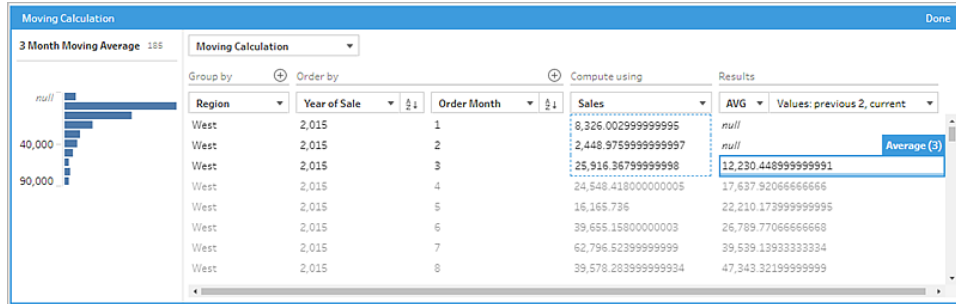 Moving Calculation Done
3 Month Moving Average 185
Moving Calculation
Group by Order by Compute using Results
Region Year of Sale A Z Order Month A Z Sales AVG Values: previous 2, current
null
40,000
90,000
West 2,015 1 8,326.002999999995 null
West 2,015 2 2,448.9759999999997 null Average (3)
West 2,015 3 25,916.36799999998 12,230.448999999991
West 2,015 4 24,548.418000000005 17,637.92066666666
West 2,015 5 16,165.736 22,210.173999999995
West 2,015 6 39,655.15800000003 26,789.77066666668
West 2,015 7 62,796.52399999999 39,539.13933333334
West 2,015 8 39,578.283999999934 47,343.32199999999